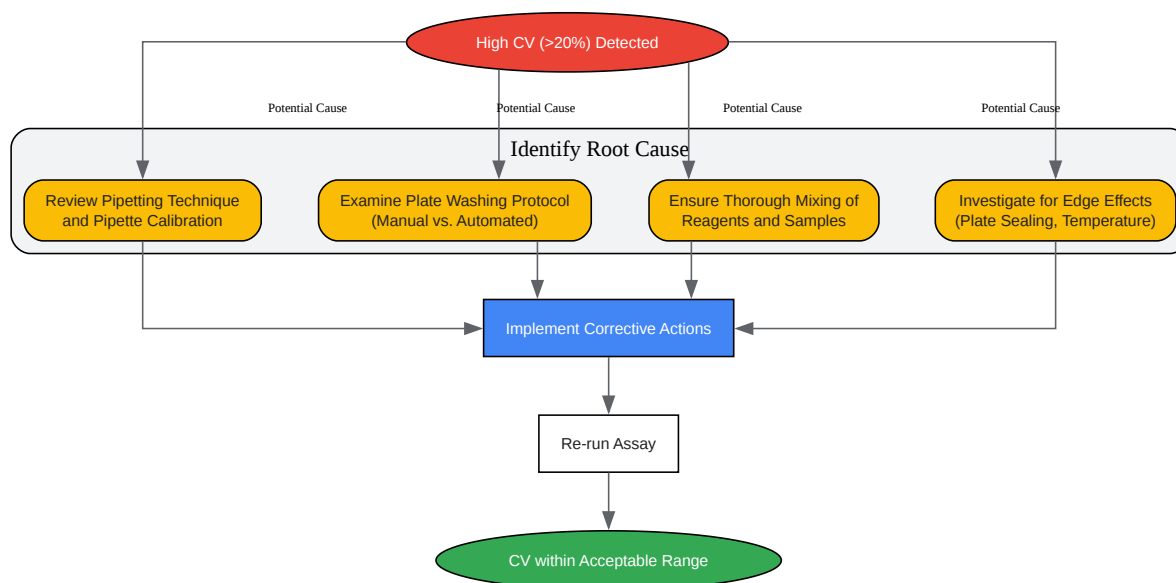 High CV (>20%) Detected
Potential Cause
Potential Cause
Potential Cause
Potential Cause
Identify Root Cause
Review Pipetting Technique
and Pipette Calibration
Examine Plate Washing Protocol
(Manual vs. Automated)
Ensure Thorough Mixing of
Reagents and Samples
Investigate for Edge Effects
(Plate Sealing, Temperature)
Implement Corrective Actions
Re-run Assay
CV within Acceptable Range